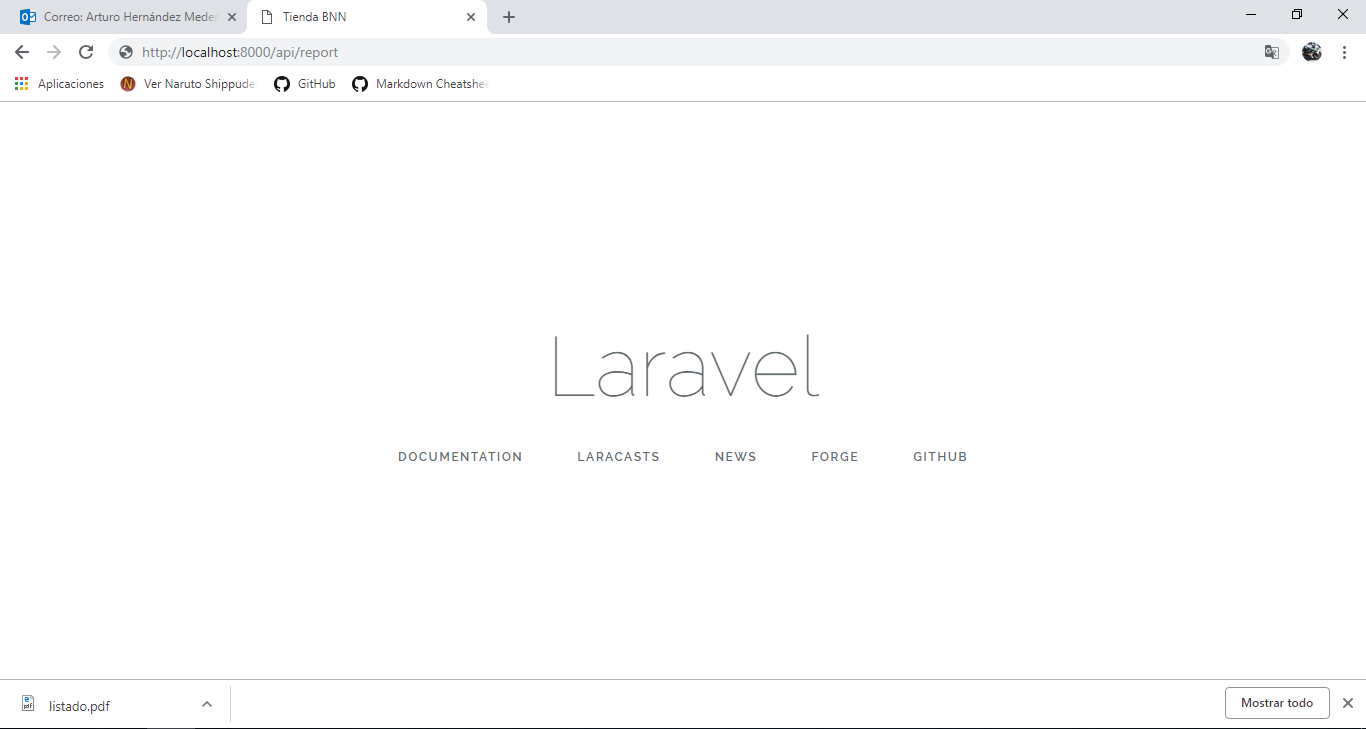 Correo: Arturo Hernández Meder
Tienda BNN
http://localhost:8000/api/report
Aplicaciones
Ver Naruto Shippude
GitHub
Markdown Cheatshee
Laravel
DOCUMENTATION LARACASTS NEWS FORGE GITHUB
listado.pdf
Mostrar todo